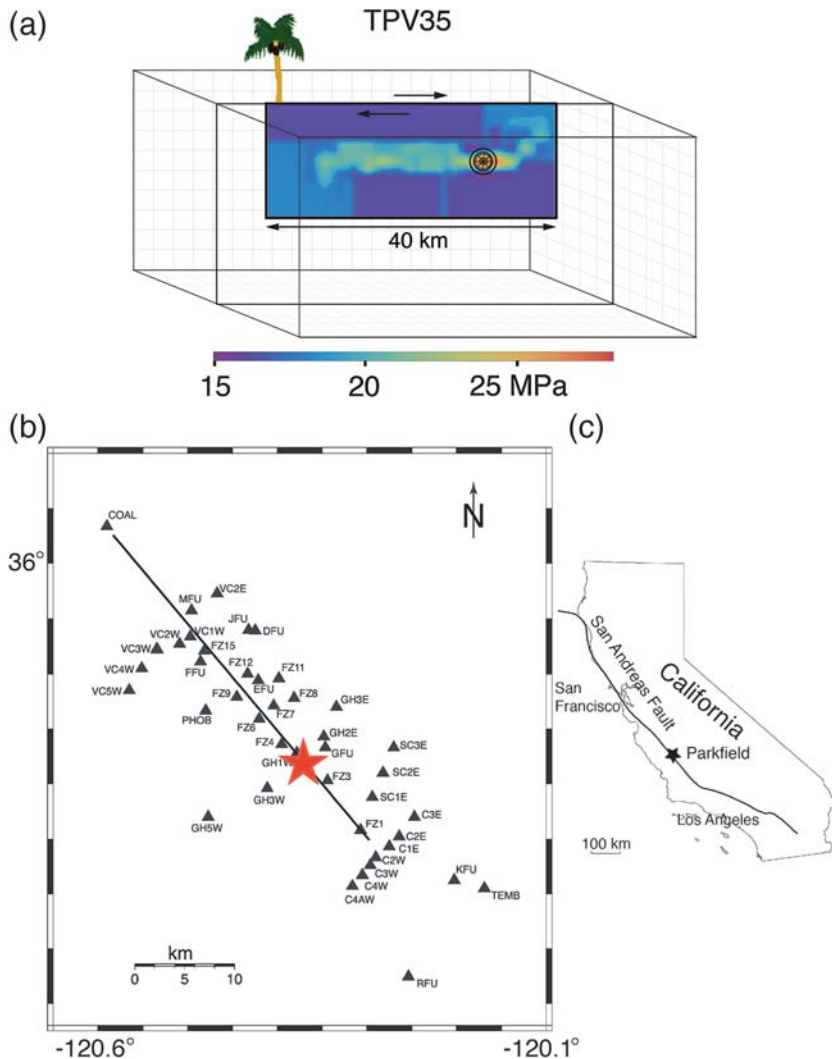 (a)
TPV35
40 km
15
20
25 MPa
(b)
(c)
N
36°
COAL
VC2E
MFU
JFU
DFU
VC1W
VC2W
VC3W
FZ15
FFU
VC4W
FZ12
FZ11
EFU
VC5W
FZ9
FZ8
GH3E
PHOB
FZ7
FZ6
GH2E
FZ4
GFU
SC3E
GH1W
FZ3
SC2E
GH3W
SC1E
GH5W
FZ1
C3E
C2E
C1E
C2W
C3W
C4W
C4AW
KFU
TEMB
RFU
km
0 5 10
-120.6°
-120.1°
San Andreas Fault
California
San
Francisco
Parkfield
Los Angeles
100 km